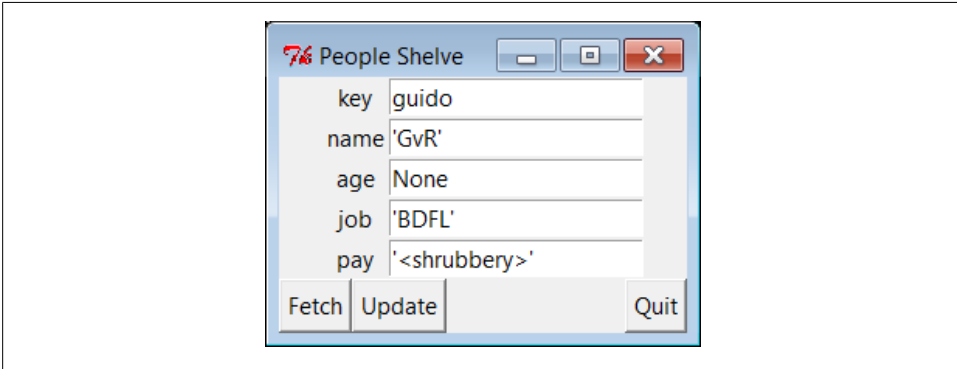 People Shelve
key guido
name 'GvR'
age None
job 'BDFL'
pay '<shrubbery>'
Fetch Update Quit